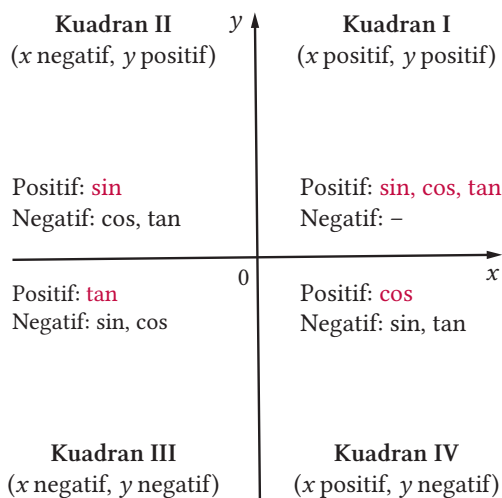 Kuadran II
(x negatif, y positif)
y
Kuadran I
(x positif, y positif)
Positif: sin
Negatif: cos, tan
Positif: sin, cos, tan
Negatif: –
0
x
Positif: tan
Negatif: sin, cos
Positif: cos
Negatif: sin, tan
Kuadran III
(x negatif, y negatif)
Kuadran IV
(x positif, y negatif)